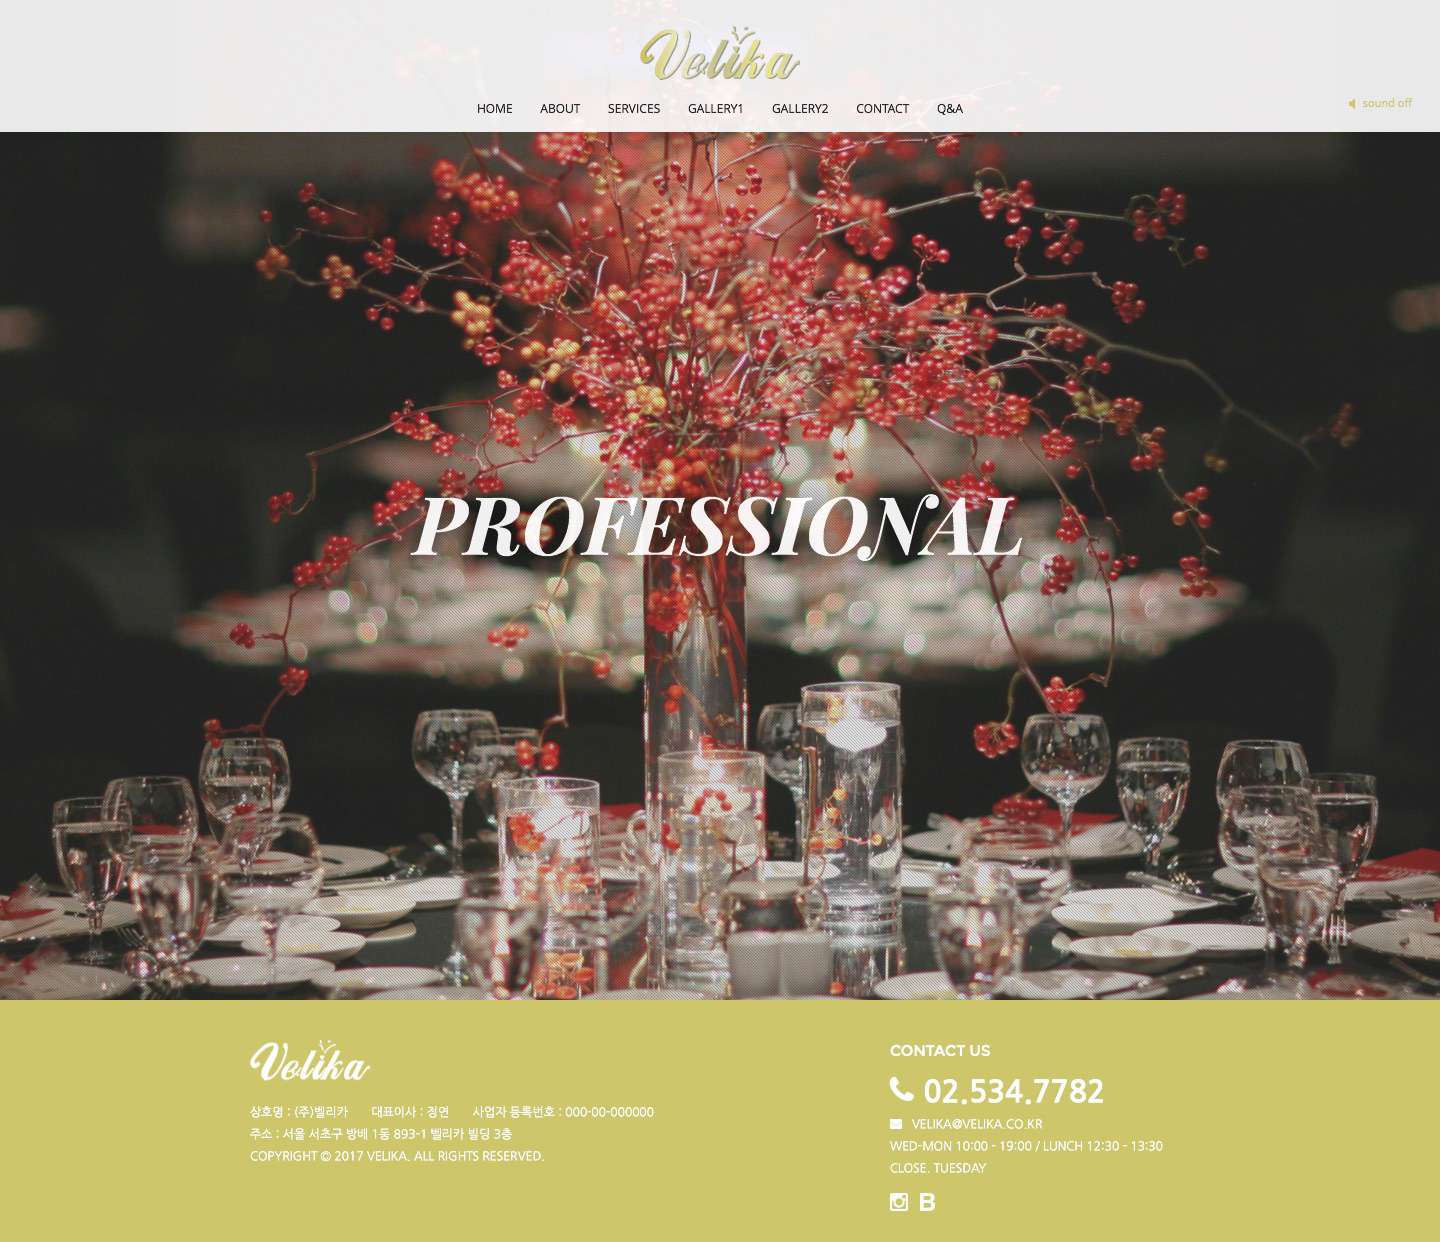 Velika
HOME ABOUT SERVICES GALLERY1 GALLERY2 CONTACT Q&A
sound off
PROFESSIONAL
Velika
상호명 : (주)벨리카 대표이사 : 정연 사업자 등록번호 : 000-00-000000
주소 : 서울 서초구 방배 1동 893-1 벨리카 빌딩 3층
COPYRIGHT © 2017 VELIKA. ALL RIGHTS RESERVED.
CONTACT US
02.534.7782
VELIKA@VELIKA.CO.KR
WED-MON 10:00 - 19:00 / LUNCH 12:30 - 13:30
CLOSE. TUESDAY
B